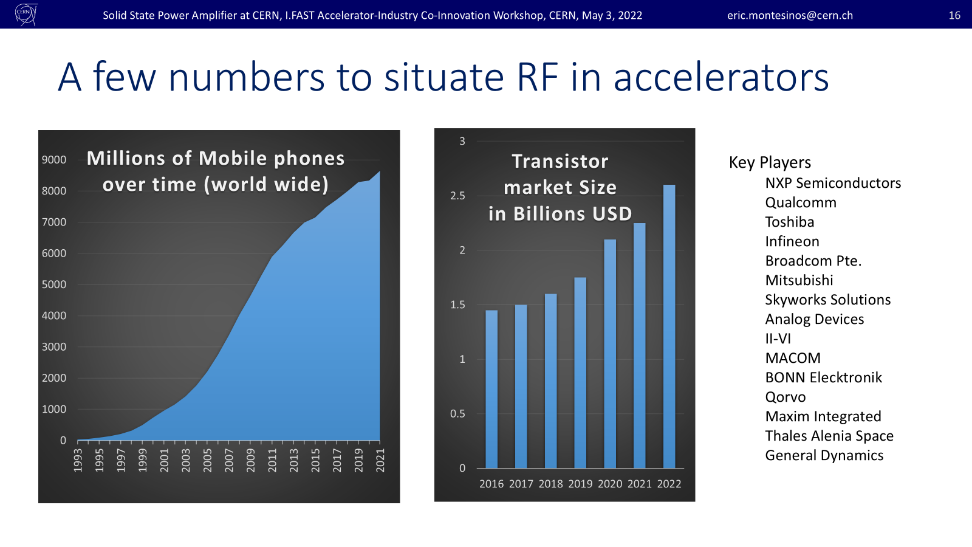 Solid State Power Amplifier at CERN, I.FAST Accelerator-Industry Co-Innovation Workshop, CERN, May 3, 2022
eric.montesinos@cern.ch
16
A few numbers to situate RF in accelerators
Millions of Mobile phones
over time (world wide)
9000
8000
7000
6000
5000
4000
3000
2000
1000
0
1993
1995
1997
1999
2001
2003
2005
2007
2009
2011
2013
2015
2017
2019
2021
Transistor
market Size
in Billions USD
3
2.5
2
1.5
1
0.5
0
2016 2017 2018 2019 2020 2021 2022
Key Players
NXP Semiconductors
Qualcomm
Toshiba
Infineon
Broadcom Pte.
Mitsubishi
Skyworks Solutions
Analog Devices
II-VI
MACOM
BONN Elecktronik
Qorvo
Maxim Integrated
Thales Alenia Space
General Dynamics